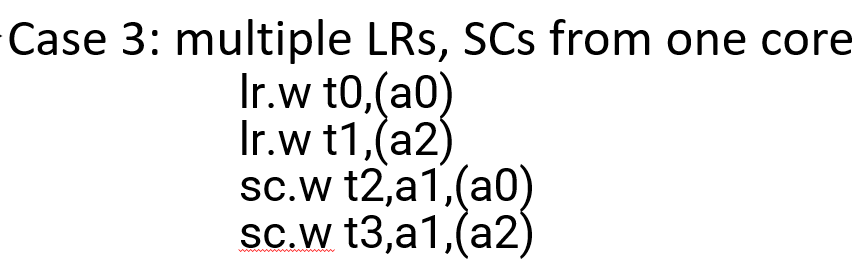 Case 3: multiple LRs, SCs from one core
lr.w t0,(a0)
lr.w t1,(a2)
sc.w t2,a1,(a0)
sc.w t3,a1,(a2)